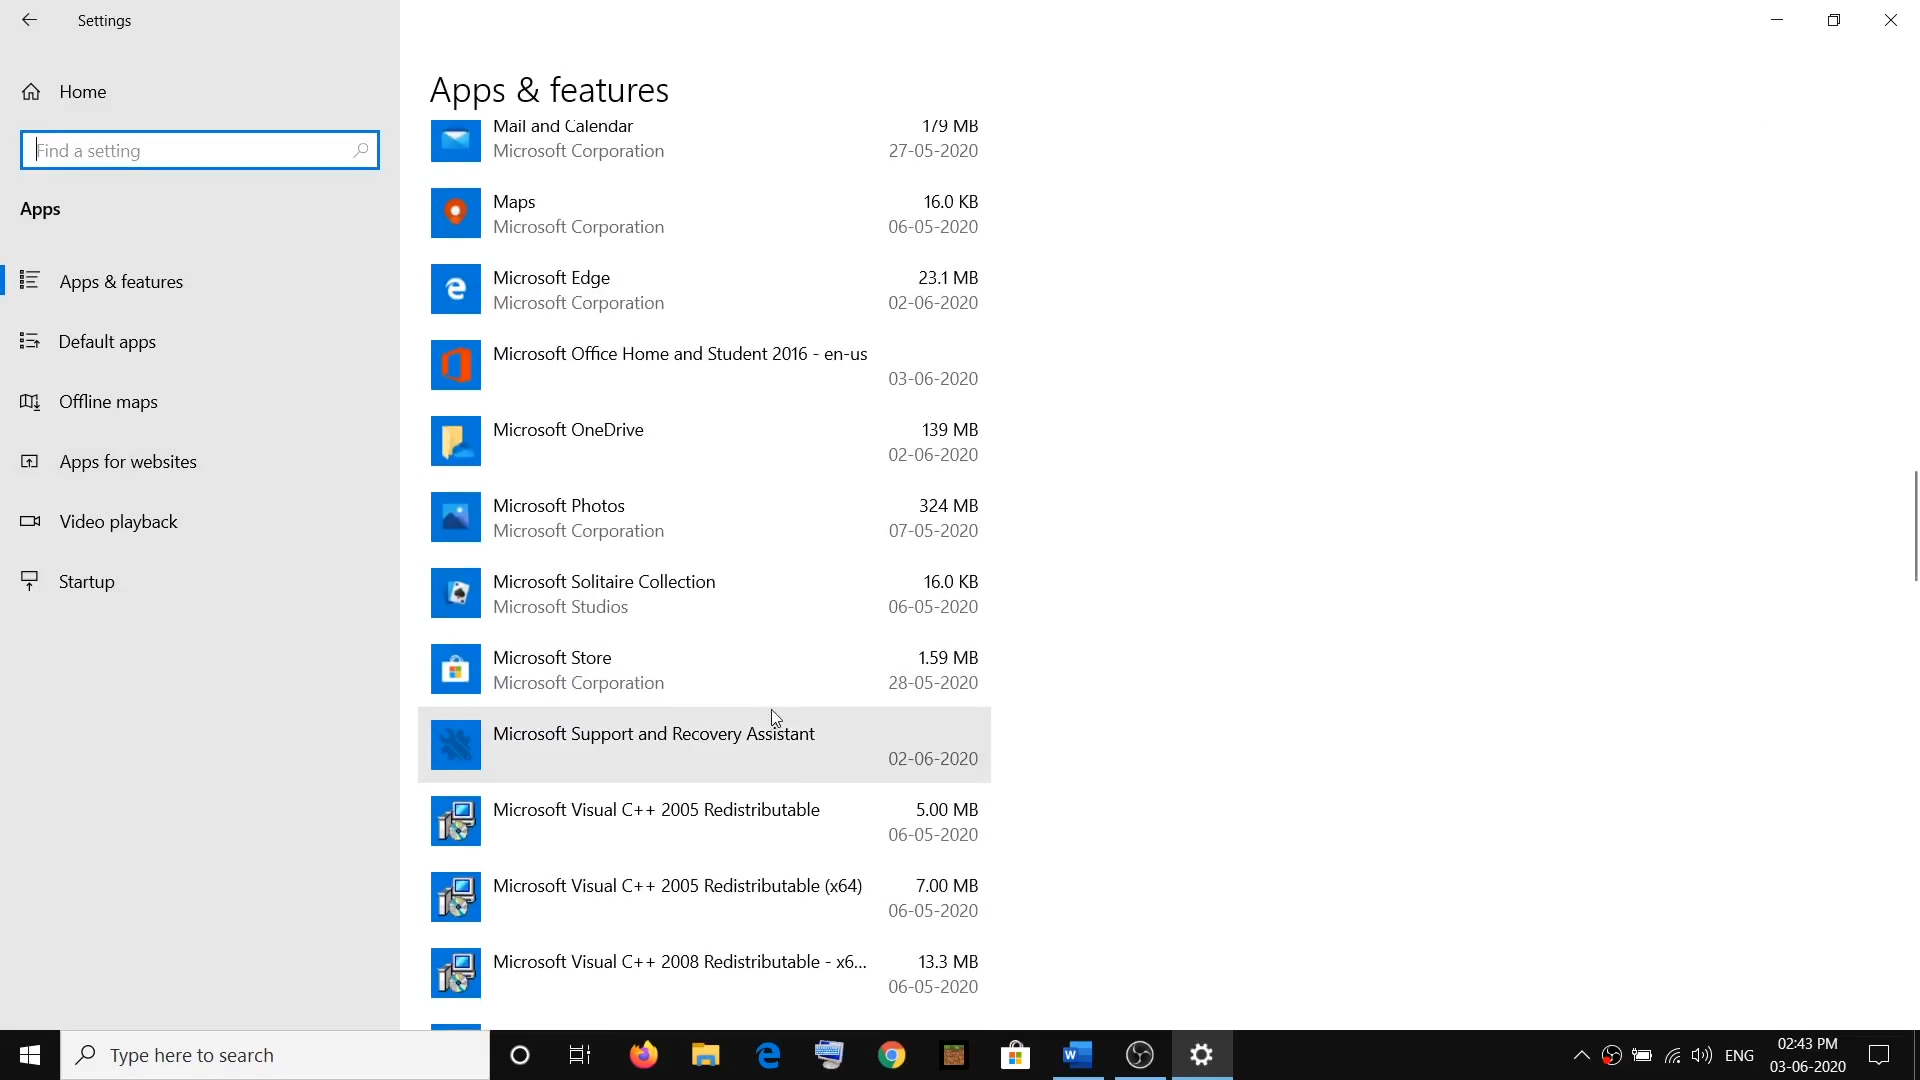 Settings
Home
Find a setting
Apps
Apps & features
Default apps
Offline maps
Apps for websites
Video playback
Startup
Apps & features
Mail and Calendar 179 MB
Microsoft Corporation 27-05-2020
Maps 16.0 KB
Microsoft Corporation 06-05-2020
Microsoft Edge 23.1 MB
Microsoft Corporation 02-06-2020
Microsoft Office Home and Student 2016 - en-us
03-06-2020
Microsoft OneDrive 139 MB
02-06-2020
Microsoft Photos 324 MB
Microsoft Corporation 07-05-2020
Microsoft Solitaire Collection 16.0 KB
Microsoft Studios 06-05-2020
Microsoft Store 1.59 MB
Microsoft Corporation 28-05-2020
Microsoft Support and Recovery Assistant
02-06-2020
Microsoft Visual C++ 2005 Redistributable 5.00 MB
06-05-2020
Microsoft Visual C++ 2005 Redistributable (x64) 7.00 MB
06-05-2020
Microsoft Visual C++ 2008 Redistributable - x6... 13.3 MB
06-05-2020
Type here to search
ENG
02:43 PM
03-06-2020